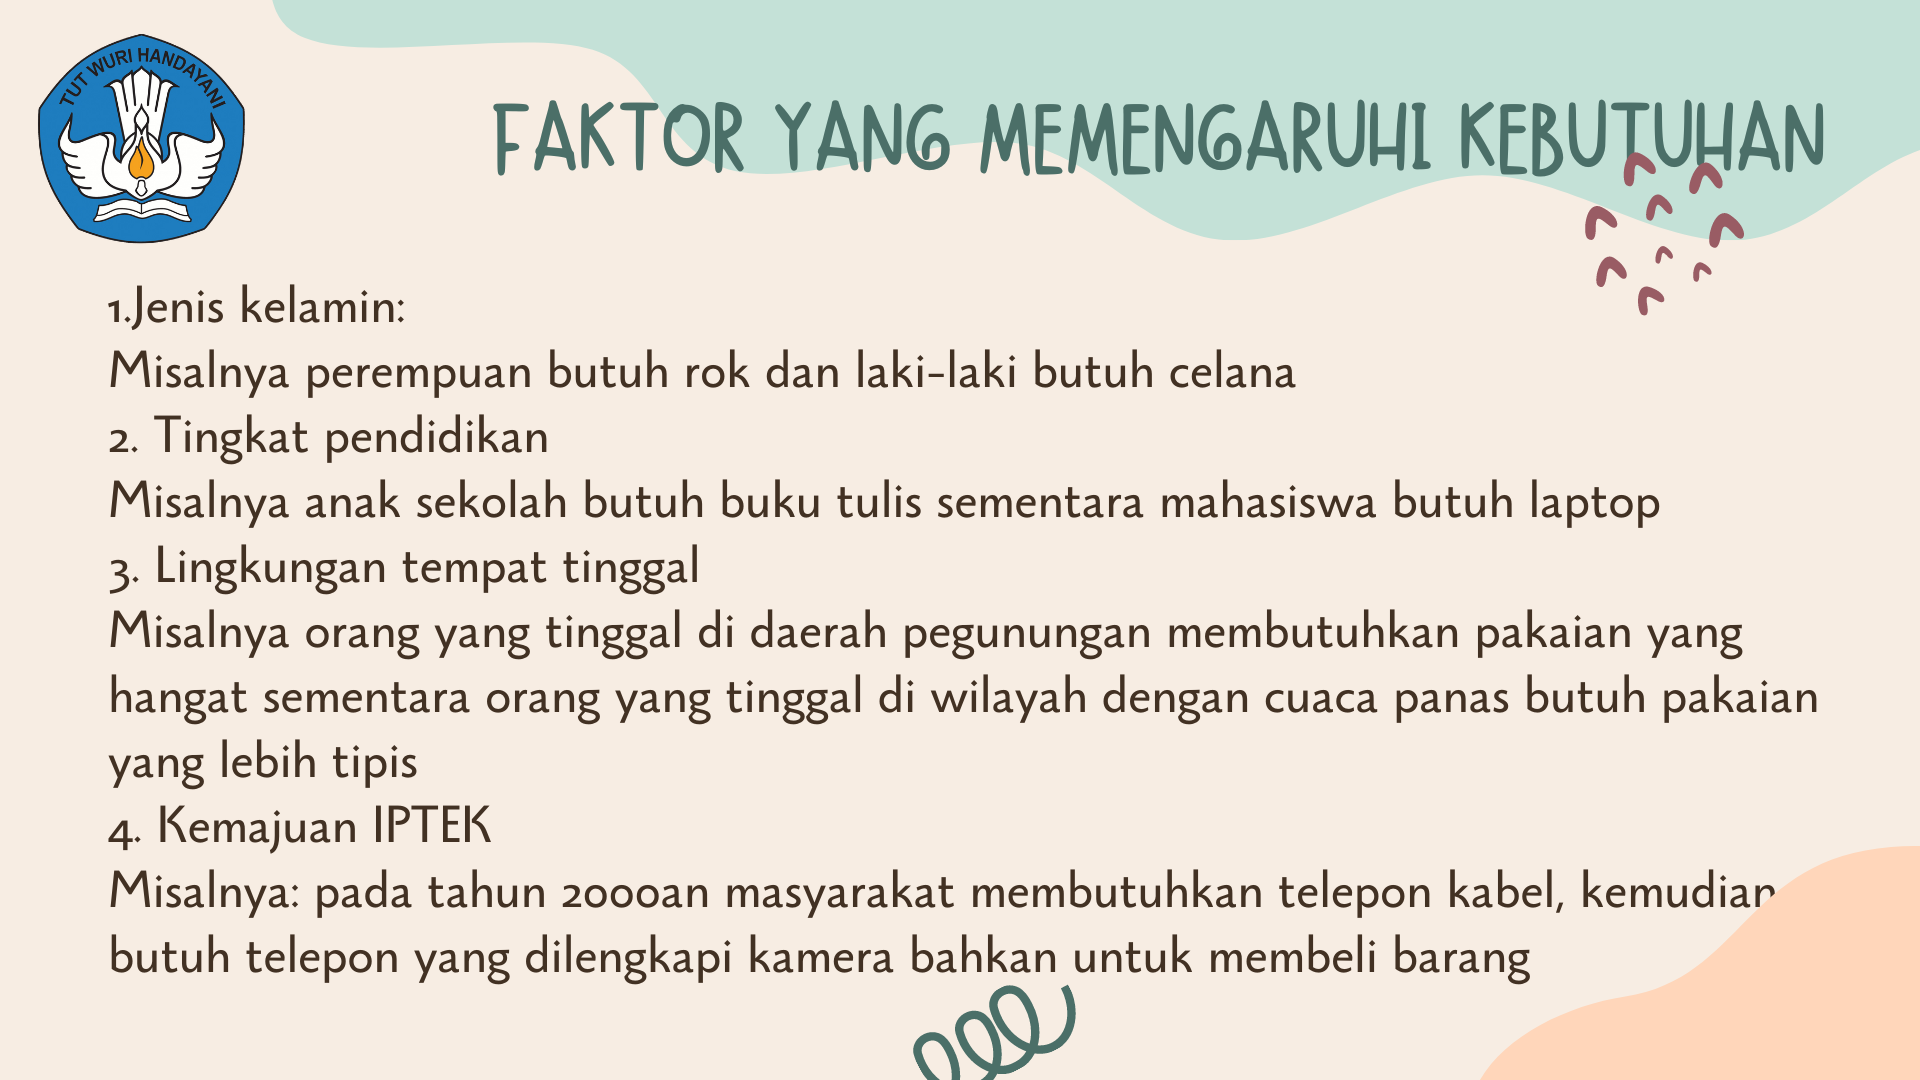 TUT WURI HANDAYANI
FAKTOR YANG MEMENGARUHI KEBUTUHAN
1.Jenis kelamin:
Misalnya perempuan butuh rok dan laki-laki butuh celana
2. Tingkat pendidikan
Misalnya anak sekolah butuh buku tulis sementara mahasiswa butuh laptop
3. Lingkungan tempat tinggal
Misalnya orang yang tinggal di daerah pegunungan membutuhkan pakaian yang
hangat sementara orang yang tinggal di wilayah dengan cuaca panas butuh pakaian
yang lebih tipis
4. Kemajuan IPTEK
Misalnya: pada tahun 2000an masyarakat membutuhkan telepon kabel, kemudian
butuh telepon yang dilengkapi kamera bahkan untuk membeli barang